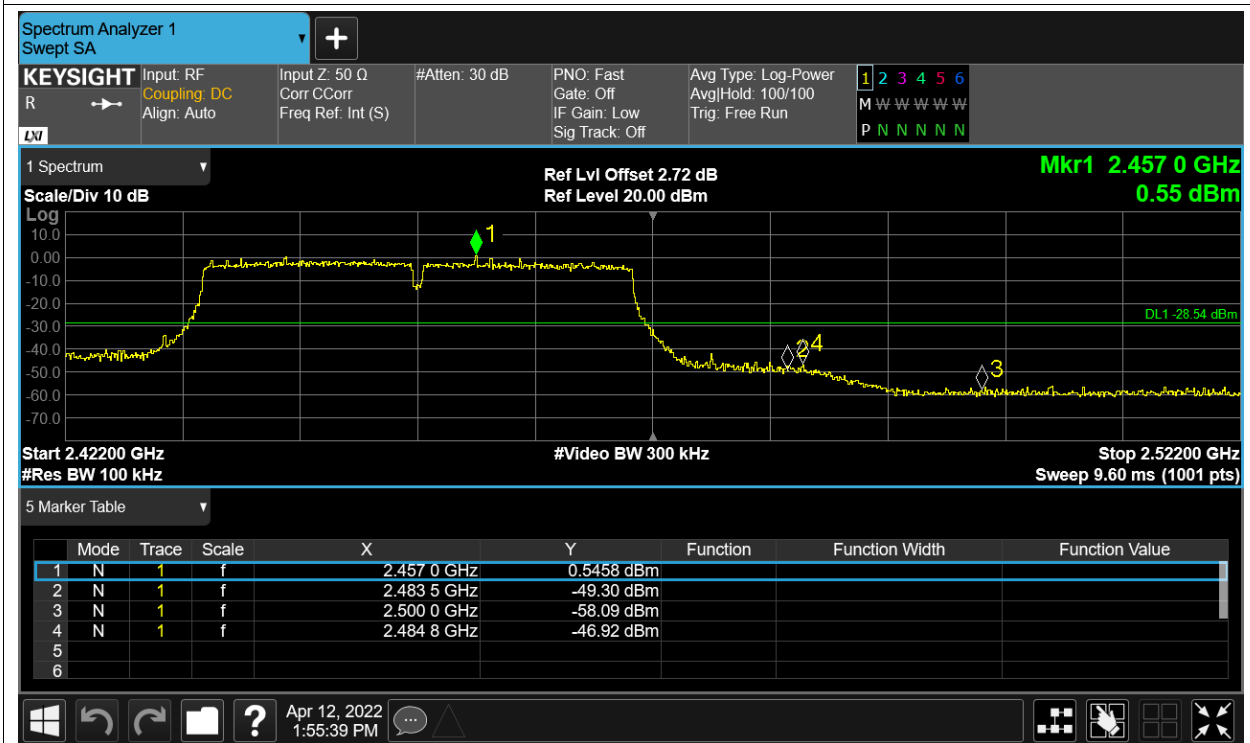 Spectrum Analyzer 1
Swept SA
+
KEYSIGHT
R
LXI
Input: RF
Coupling: DC
Align: Auto
Input Z: 50 Ω
Corr CCorr
Freq Ref: Int (S)
#Atten: 30 dB
PNO: Fast
Gate: Off
IF Gain: Low
Sig Track: Off
Avg Type: Log-Power
Avg|Hold: 100/100
Trig: Free Run
1 2 3 4 5 6
M W W W W W
P N N N N N
1 Spectrum
Scale/Div 10 dB
Ref Lvl Offset 2.72 dB
Ref Level 20.00 dBm
Mkr1 2.457 0 GHz
0.55 dBm
Log
10.0
0.00
-10.0
-20.0
-30.0
-40.0
-50.0
-60.0
-70.0
1
DL1 -28.54 dBm
2 4
3
Start 2.42200 GHz
#Video BW 300 kHz
Stop 2.52200 GHz
#Res BW 100 kHz
Sweep 9.60 ms (1001 pts)
5 Marker Table
Mode Trace Scale X Y Function Function Width Function Value
1 N 1 f 2.457 0 GHz 0.5458 dBm
2 N 1 f 2.483 5 GHz -49.30 dBm
3 N 1 f 2.500 0 GHz -58.09 dBm
4 N 1 f 2.484 8 GHz -46.92 dBm
5
6
?
Apr 12, 2022
1:55:39 PM